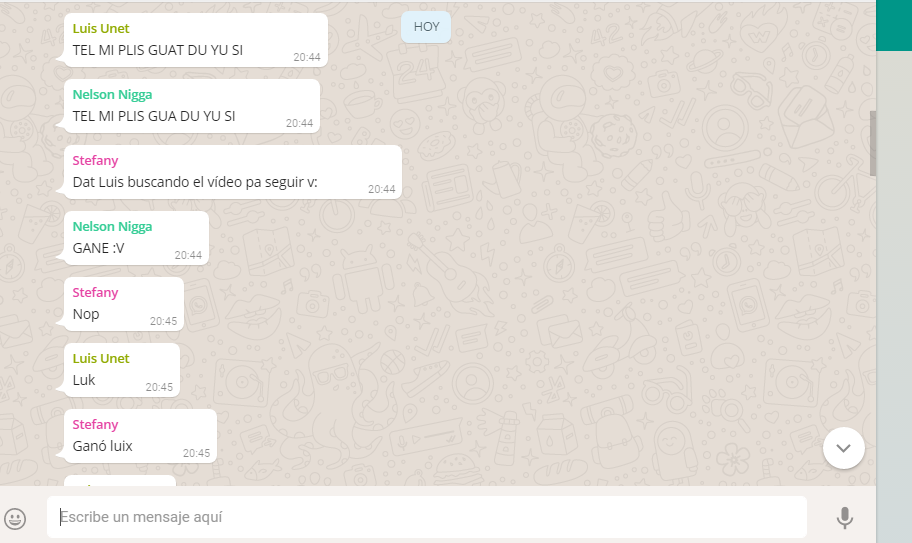 HOY
Luis Unet
TEL MI PLIS GUAT DU YU SI
20:44
Nelson Nigga
TEL MI PLIS GUA DU YU SI
20:44
Stefany
Dat Luis buscando el vídeo pa seguir v:
20:44
Nelson Nigga
GANE :V
20:44
Stefany
Nop
20:45
Luis Unet
Luk
20:45
Stefany
Ganó luix
20:45
Escribe un mensaje aquí